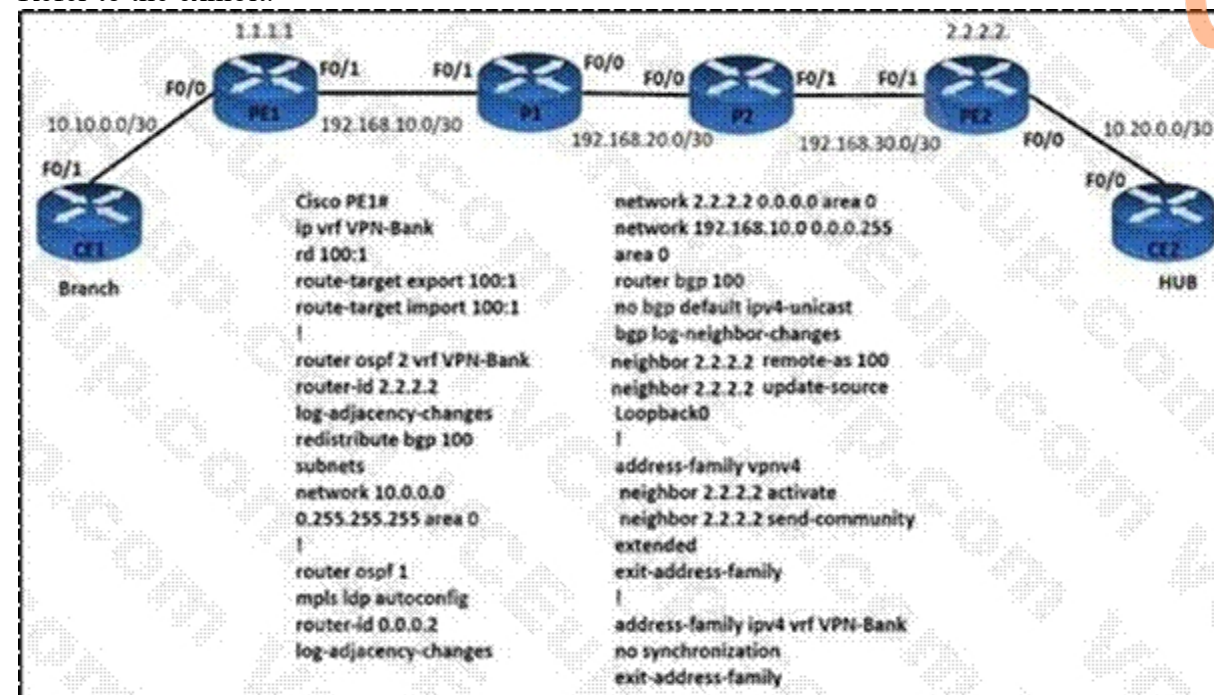 1.1.1.1
2.2.2.2.
F0/0
F0/1
F0/1
F0/0
F0/0
F0/1
F0/1
F0/0
PE1
P1
P2
PE2
10.10.0.0/30
192.168.10.0/30
192.168.20.0/30
192.168.30.0/30
10.20.0.0/30
F0/1
F0/0
CE1
CE2
Branch
HUB
Cisco PE1#
ip vrf VPN-Bank
rd 100:1
route-target export 100:1
route-target import 100:1
!
router ospf 2 vrf VPN-Bank
router-id 2.2.2.2
log-adjacency-changes
redistribute bgp 100
subnets
network 10.0.0.0
0.255.255.255 area 0
!
router ospf 1
mpls ldp autoconfig
router-id 0.0.0.2
log-adjacency-changes
network 2.2.2.2 0.0.0.0 area 0
network 192.168.10.0 0.0.0.255
area 0
router bgp 100
no bgp default ipv4-unicast
bgp log-neighbor-changes
neighbor 2.2.2.2 remote-as 100
neighbor 2.2.2.2 update-source
Loopback0
!
address-family vpnv4
neighbor 2.2.2.2 activate
neighbor 2.2.2.2 send-community
extended
exit-address-family
!
address-family ipv4 vrf VPN-Bank
no synchronization
exit-address-family